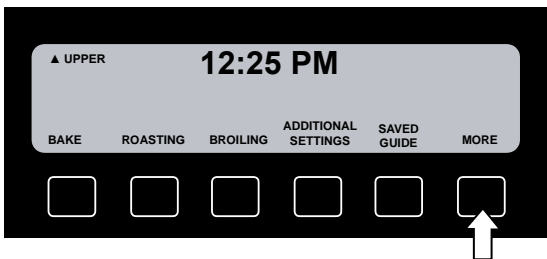 ▲ UPPER
12:25 PM
BAKE ROASTING BROILING ADDITIONAL SETTINGS SAVED GUIDE MORE